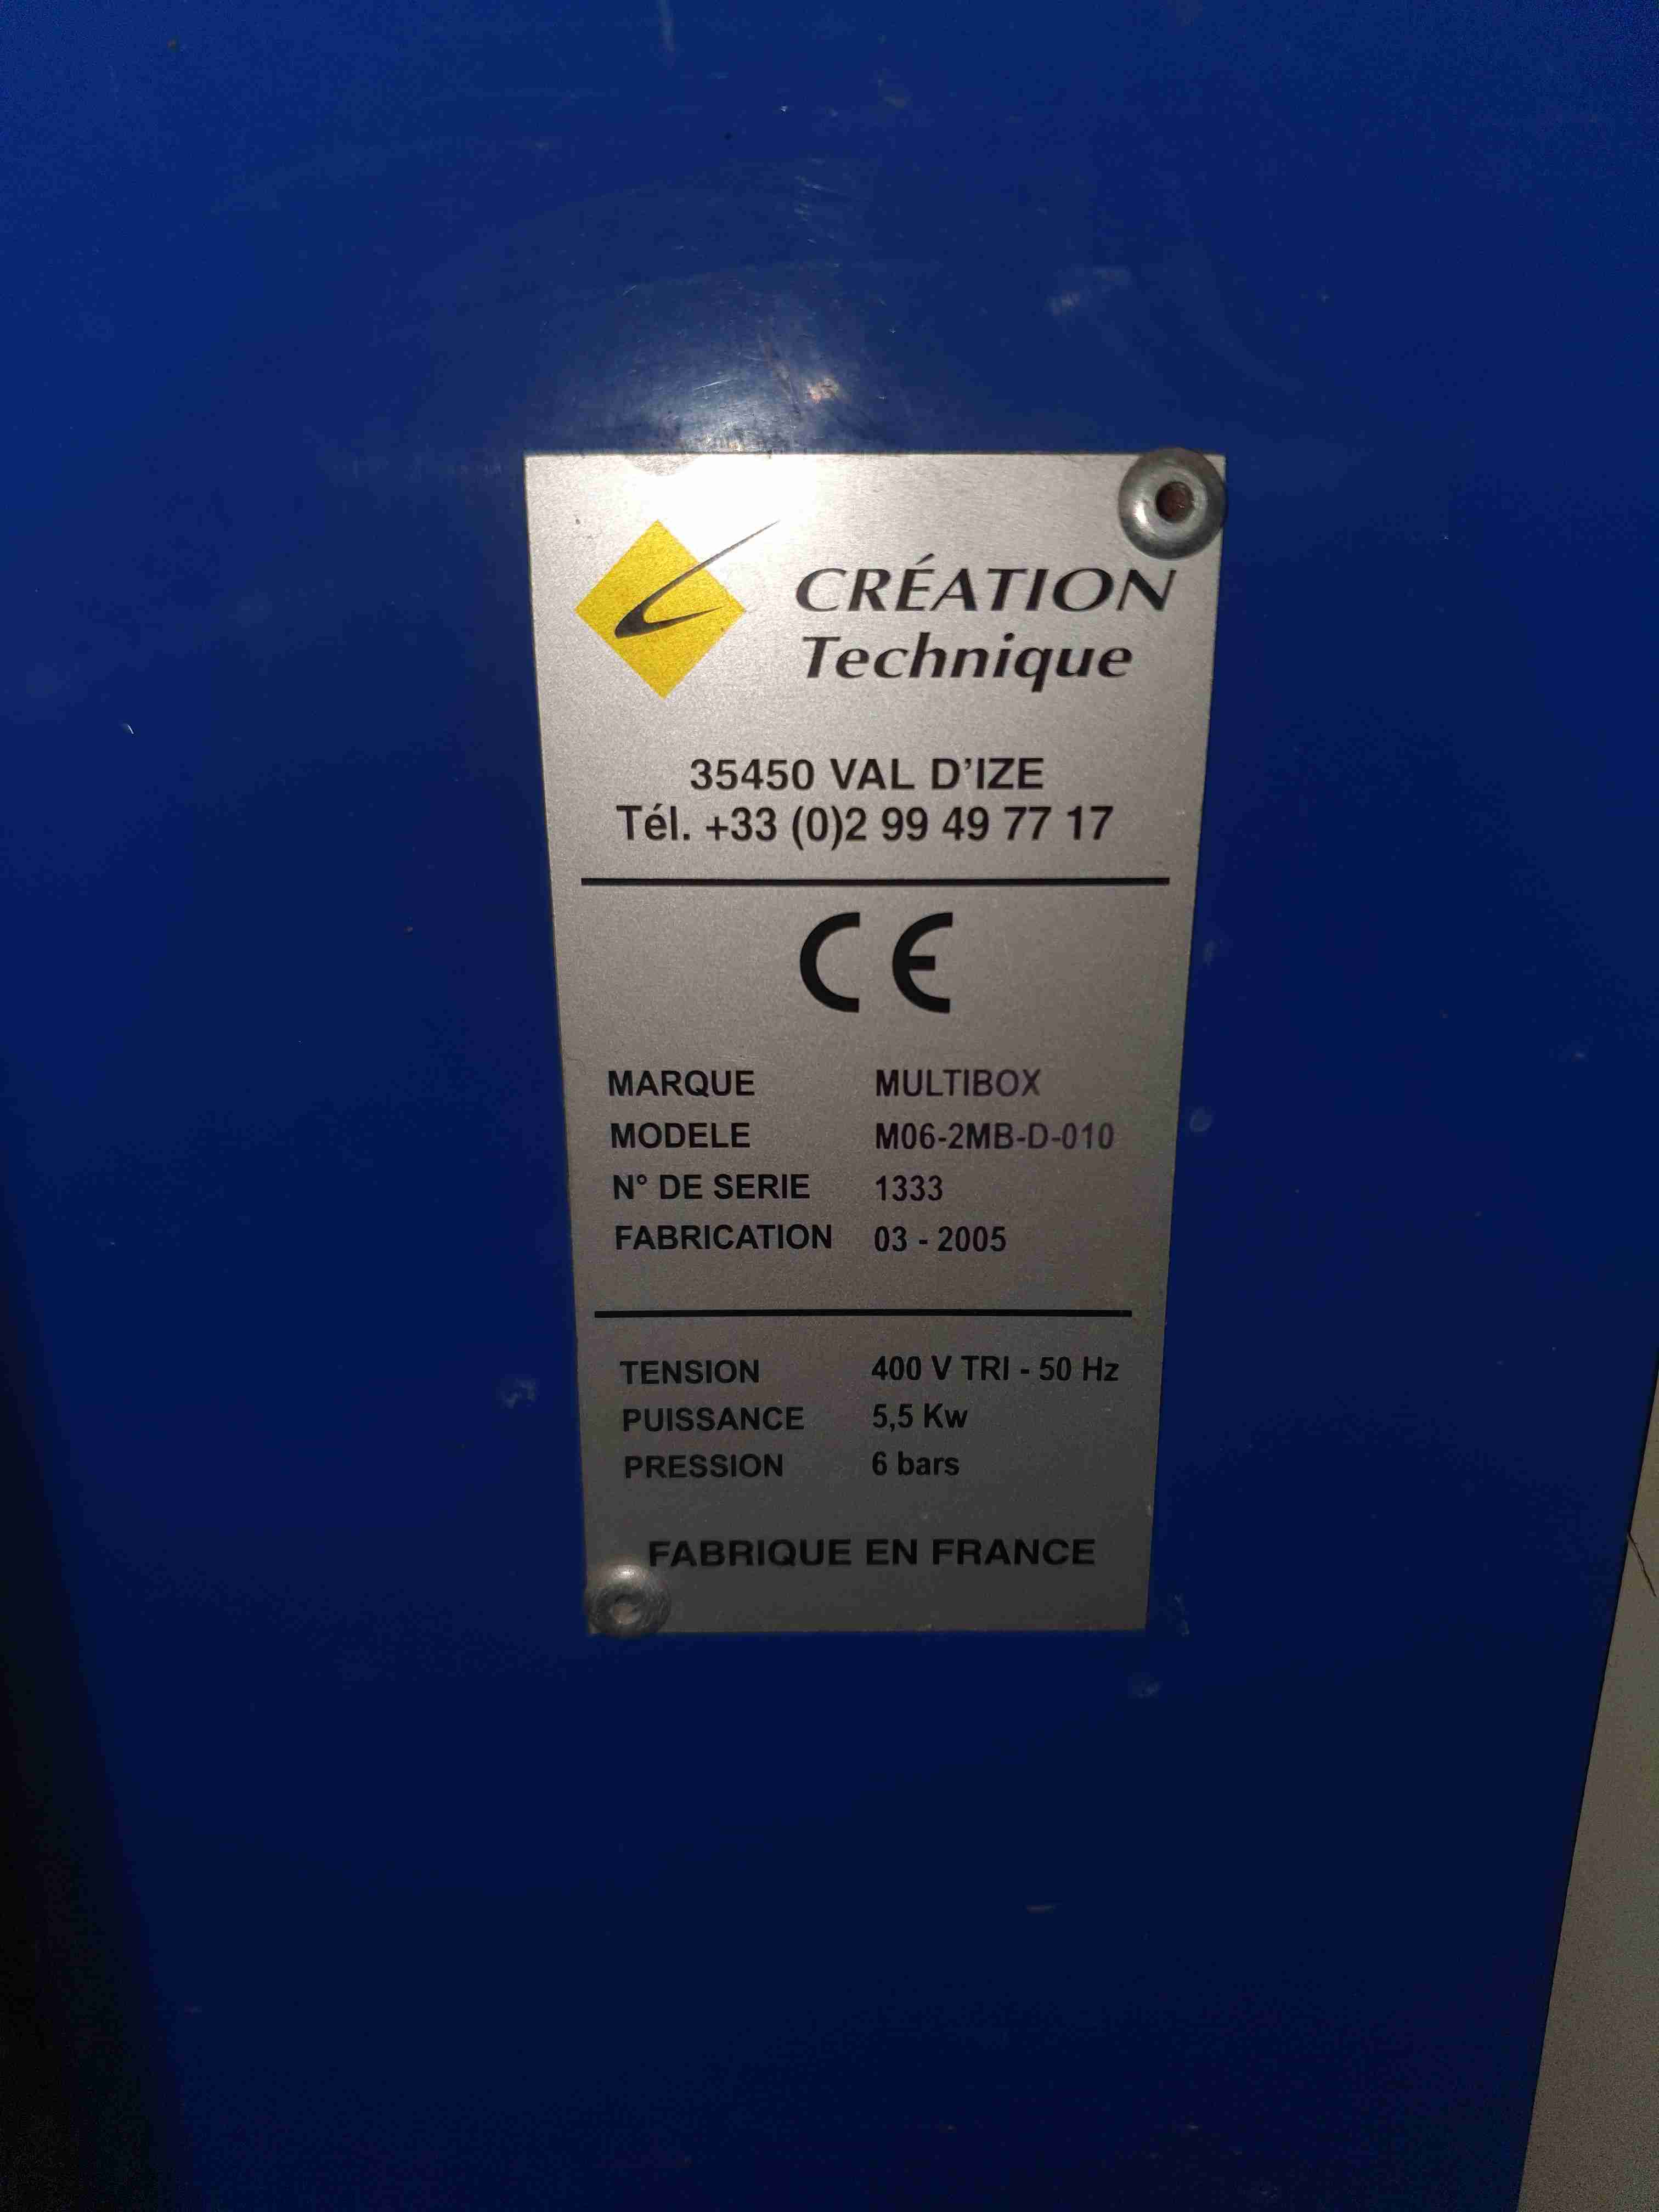 CRÉATION
Technique
35450 VAL D'IZE
Tél. +33 (0)2 99 49 77 17
CE
MARQUE MULTIBOX
MODELE M06-2MB-D-010
N° DE SERIE 1333
FABRICATION 03 - 2005
TENSION 400 V TRI - 50 Hz
PUISSANCE 5,5 Kw
PRESSION 6 bars
FABRIQUE EN FRANCE